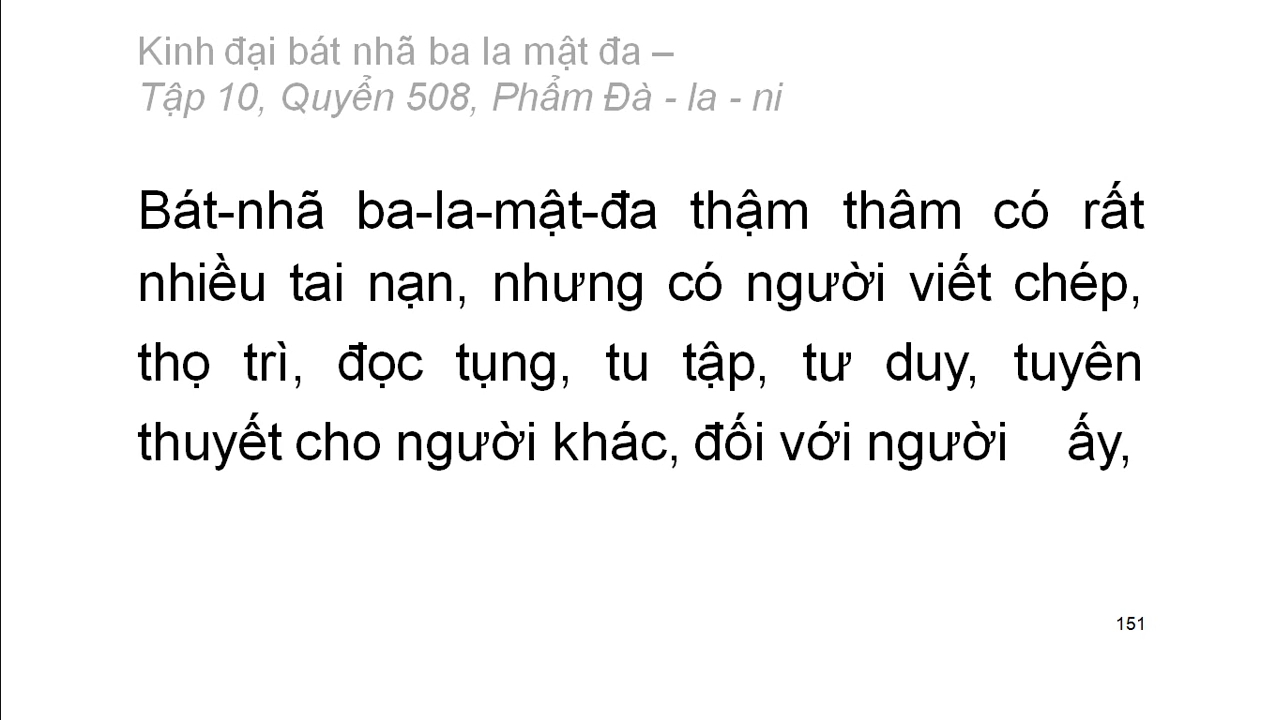 Kinh đại bát nhã ba la mật đa –
Tập 10, Quyển 508, Phẩm Đà - la - ni
Bát-nhã ba-la-mật-đa thậm thâm có rất
nhiều tai nạn, nhưng có người viết chép,
thọ trì, đọc tụng, tu tập, tư duy, tuyên
thuyết cho người khác, đối với người ấy,
151